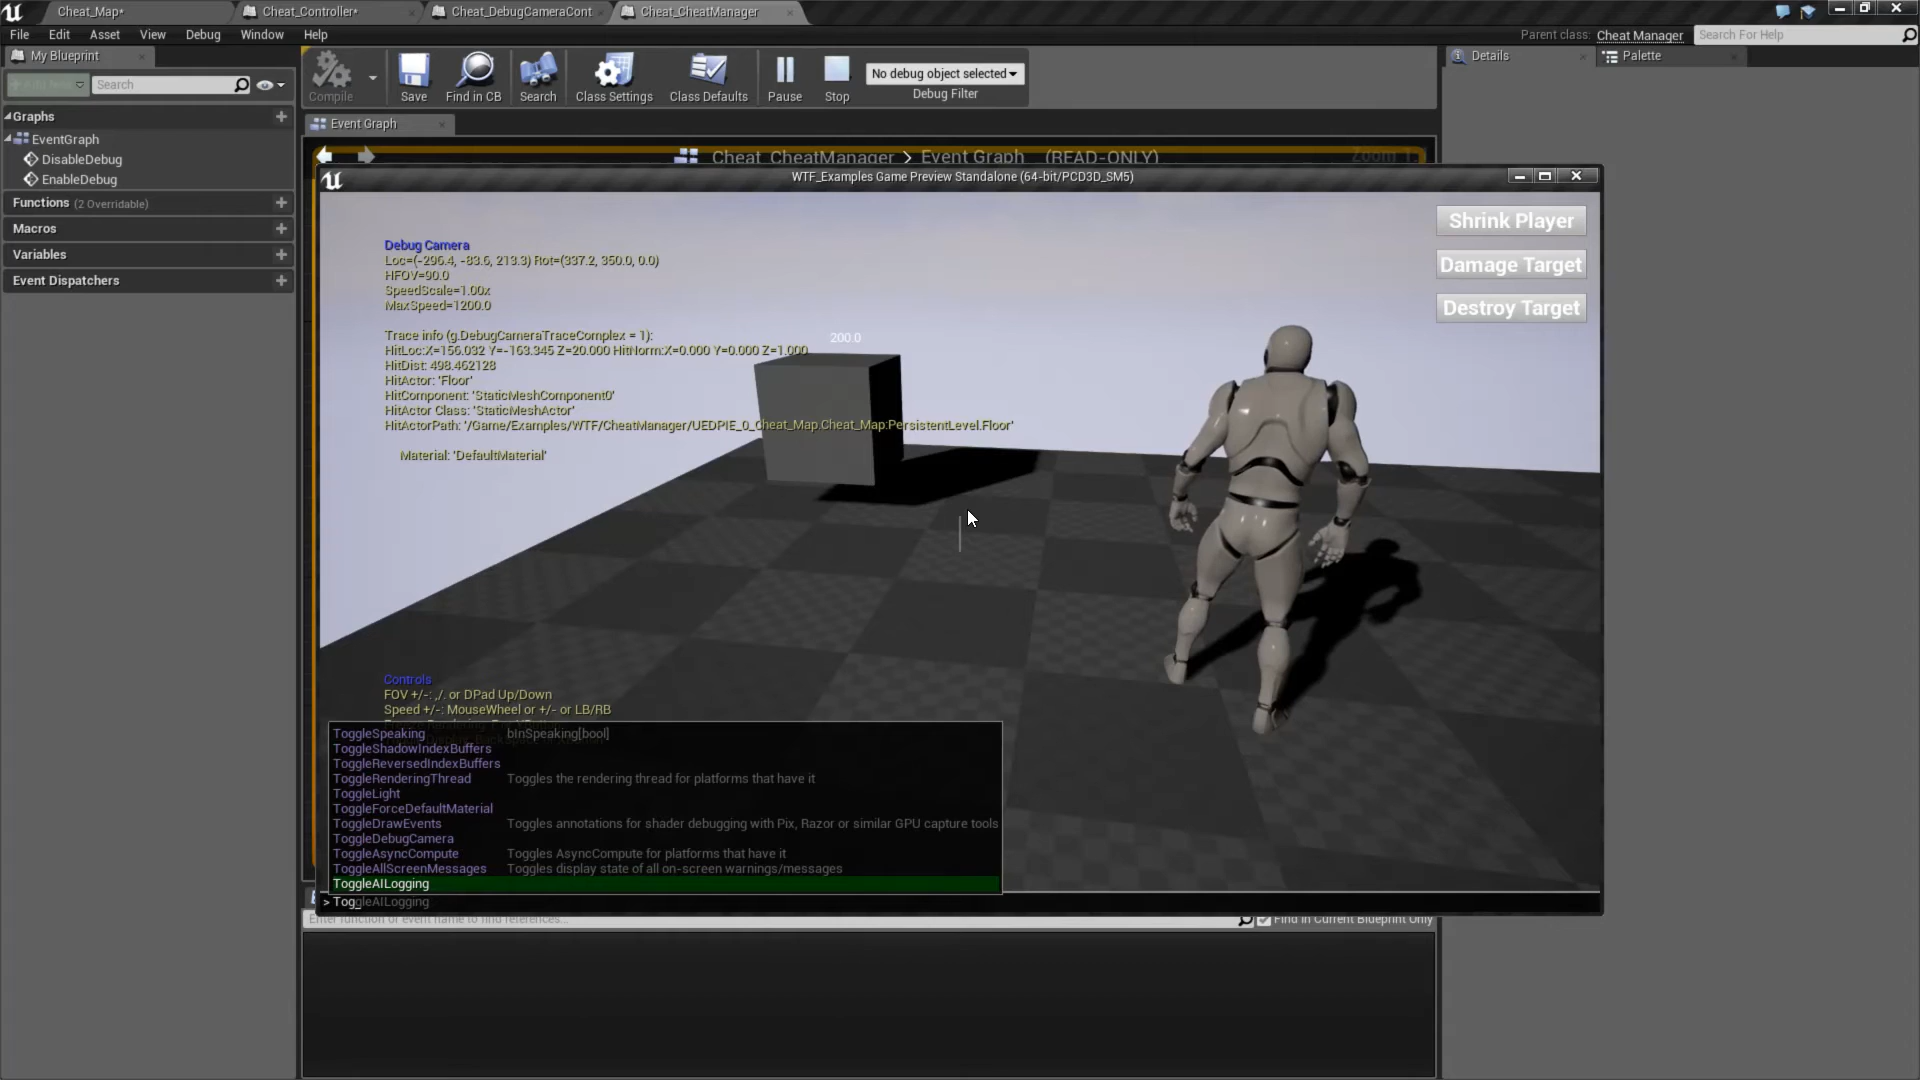 Cheat_Map*
Cheat_Controller*
Cheat_DebugCameraCont
Cheat_CheatManager
File Edit Asset View Debug Window Help
Parent class: Cheat Manager
Search For Help
My Blueprint
Search
Compile
Save
Find in CB
Search
Class Settings
Class Defaults
Pause
Stop
No debug object selected
Debug Filter
Details
Palette
Graphs
EventGraph
DisableDebug
EnableDebug
Functions (2 Overridable)
Macros
Variables
Event Dispatchers
Event Graph
Cheat_CheatManager > Event Graph (READ-ONLY)
WTF_Examples Game Preview Standalone (64-bit/PCD3D_SM5)
Shrink Player
Damage Target
Destroy Target
Debug Camera
Loc=(-296.4, -83.6, 213.3) Rot=(337.2, 350.0, 0.0)
HFOV=90.0
SpeedScale=1.00x
MaxSpeed=1200.0
Trace info (g.DebugCameraTraceComplex = 1):
HitLoc:X=156.032 Y=-163.345 Z=20.000 HitNorm:X=0.000 Y=0.000 Z=1.000
HitDist: 498.462128
HitActor: 'Floor'
HitComponent: 'StaticMeshComponent0'
HitActor Class: 'StaticMeshActor'
HitActorPath: '/Game/Examples/WTF/CheatManager/UEDPIE_0_Cheat_Map.Cheat_Map:PersistentLevel.Floor'
Material: 'DefaultMaterial'
200.0
Controls
FOV +/-: ,/. or DPad Up/Down
Speed +/-: MouseWheel or +/- or LB/RB
ToggleSpeaking bInSpeaking[bool]
ToggleShadowIndexBuffers
ToggleReversedIndexBuffers
ToggleRenderingThread Toggles the rendering thread for platforms that have it
ToggleLight
ToggleForceDefaultMaterial
ToggleDrawEvents Toggles annotations for shader debugging with Pix, Razor or similar GPU capture tools
ToggleDebugCamera
ToggleAsyncCompute Toggles AsyncCompute for platforms that have it
ToggleAllScreenMessages Toggles display state of all on-screen warnings/messages
ToggleAILogging
> Tog_leAILogging
Enter function or event name to find references...
Find in Current Blueprint Only